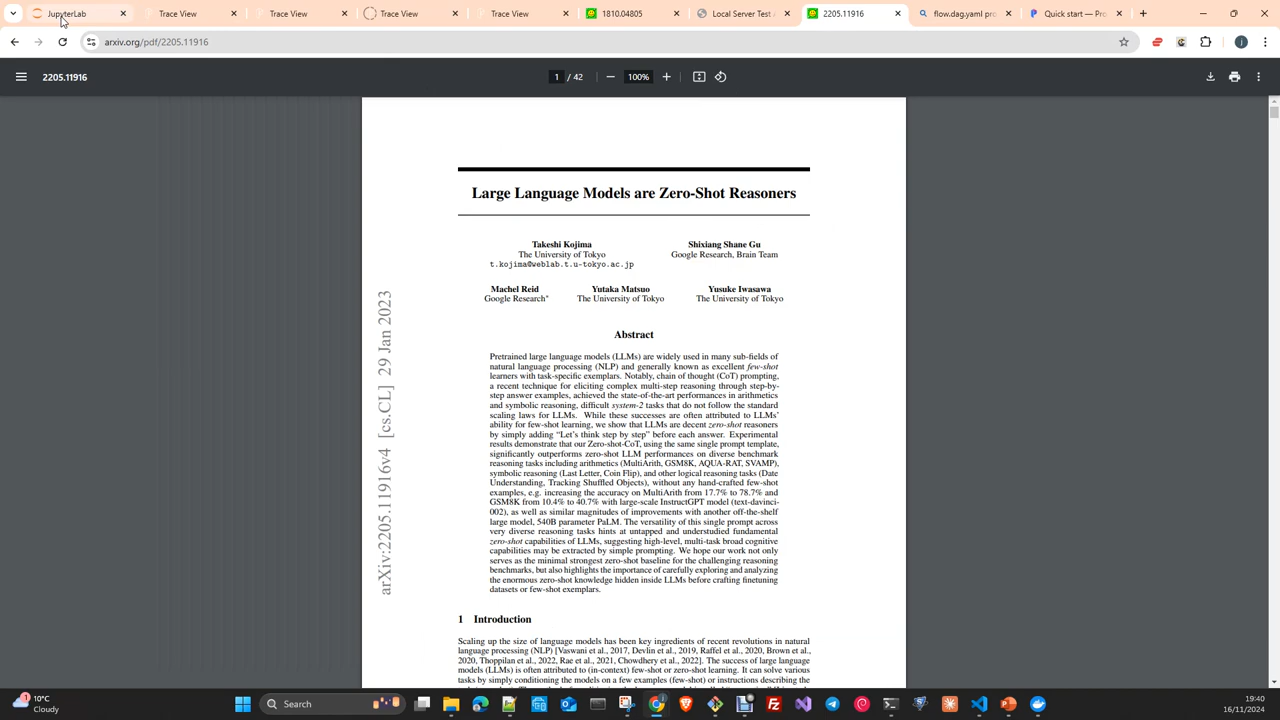 JupyterLab
Trace View
Trace View
Trace View
Trace View
1810.04805
Local Server Test /
2205.11916
flow.dag.yaml pro
Quick start — Pro
arxiv.org/pdf/2205.11916
2205.11916
1 / 42
100%
Large Language Models are Zero-Shot Reasoners
Takeshi Kojima
The University of Tokyo
t.kojima@weblab.t.u-tokyo.ac.jp
Shixiang Shane Gu
Google Research, Brain Team
Machel Reid
Google Research*
Yutaka Matsuo
The University of Tokyo
Yusuke Iwasawa
The University of Tokyo
arXiv:2205.11916v4 [cs.CL] 29 Jan 2023
Abstract
Pretrained large language models (LLMs) are widely used in many sub-fields of
natural language processing (NLP) and generally known as excellent few-shot
learners with task-specific exemplars. Notably, chain of thought (CoT) prompting,
a recent technique for eliciting complex multi-step reasoning through step-by-
step answer examples, achieved the state-of-the-art performances in arithmetics
and symbolic reasoning, difficult system-2 tasks that do not follow the standard
scaling laws for LLMs. While these successes are often attributed to LLMs'
ability for few-shot learning, we show that LLMs are decent zero-shot reasoners
by simply adding “Let's think step by step” before each answer. Experimental
results demonstrate that our Zero-shot-CoT, using the same single prompt template,
significantly outperforms zero-shot LLM performances on diverse benchmark
reasoning tasks including arithmetics (MultiArith, GSM8K, AQUA-RAT, SVAMP),
symbolic reasoning (Last Letter, Coin Flip), and other logical reasoning tasks (Date
Understanding, Tracking Shuffled Objects), without any hand-crafted few-shot
examples, e.g. increasing the accuracy on MultiArith from 17.7% to 78.7% and
GSM8K from 10.4% to 40.7% with large-scale InstructGPT model (text-davinci-
002), as well as similar magnitudes of improvements with another off-the-shelf
large model, 540B parameter PaLM. The versatility of this single prompt across
very diverse reasoning tasks hints at untapped and understudied fundamental
zero-shot capabilities of LLMs, suggesting high-level, multi-task broad cognitive
capabilities may be extracted by simple prompting. We hope our work not only
serves as the minimal strongest zero-shot baseline for the challenging reasoning
benchmarks, but also highlights the importance of carefully exploring and analyzing
the enormous zero-shot knowledge hidden inside LLMs before crafting finetuning
datasets or few-shot exemplars.
1 Introduction
Scaling up the size of language models has been key ingredients of recent revolutions in natural
language processing (NLP) [Vaswani et al., 2017, Devlin et al., 2019, Raffel et al., 2020, Brown et al.,
2020, Thoppilan et al., 2022, Rae et al., 2021, Chowdhery et al., 2022]. The success of large language
models (LLMs) is often attributed to (in-context) few-shot or zero-shot learning. It can solve various
tasks by simply conditioning the models on a few examples (few-shot) or instructions describing the
10°C
Cloudy
Search
19:40
16/11/2024